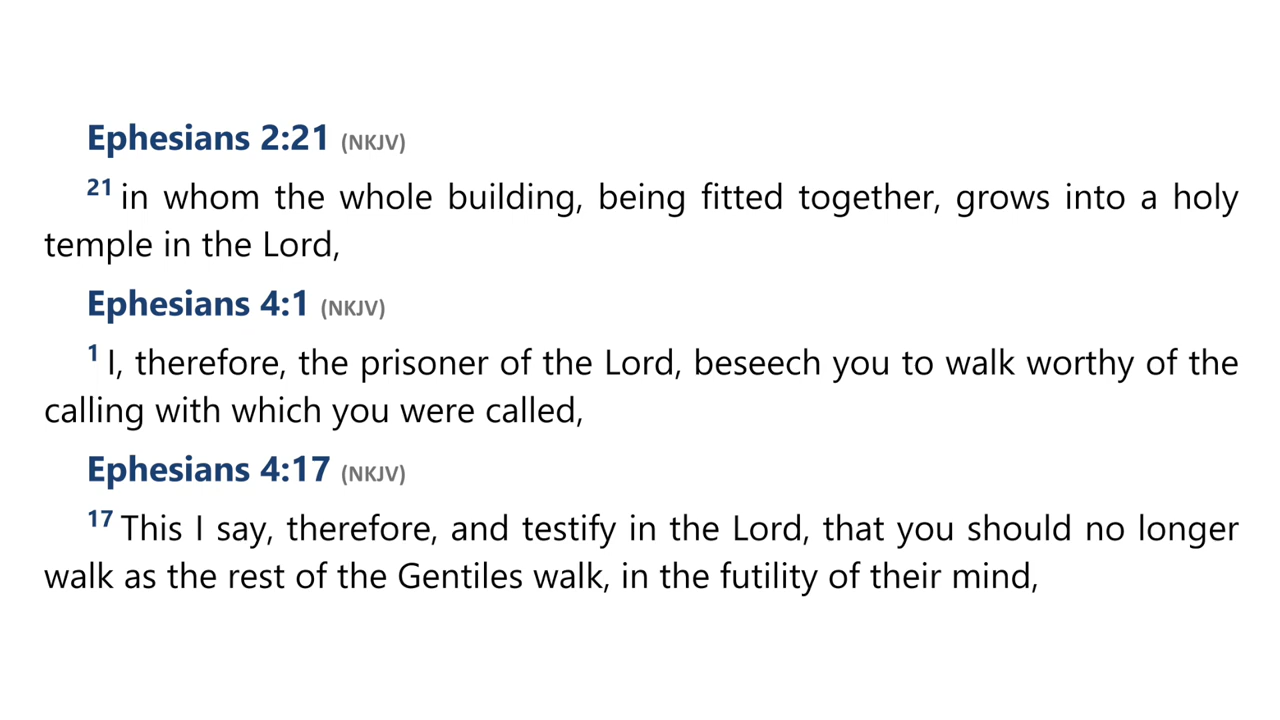 Ephesians 2:21 (NKJV)
21 in whom the whole building, being fitted together, grows into a holy
temple in the Lord,
Ephesians 4:1 (NKJV)
1 I, therefore, the prisoner of the Lord, beseech you to walk worthy of the
calling with which you were called,
Ephesians 4:17 (NKJV)
17 This I say, therefore, and testify in the Lord, that you should no longer
walk as the rest of the Gentiles walk, in the futility of their mind,